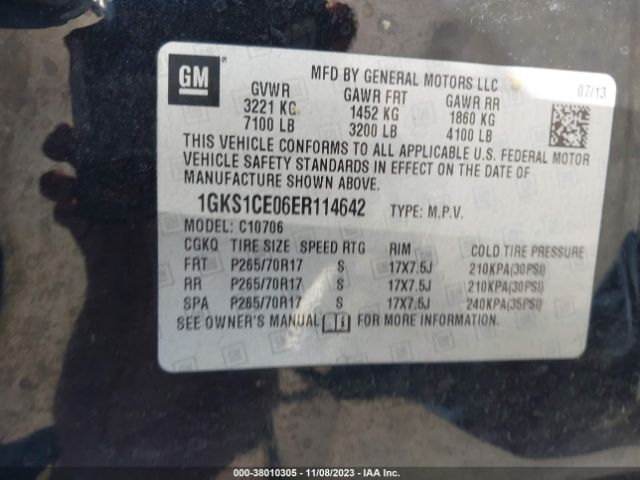 GM
MFD BY GENERAL MOTORS LLC
07/13
GVWR GAWR FRT GAWR RR
3221 KG 1452 KG 1860 KG
7100 LB 3200 LB 4100 LB
THIS VEHICLE CONFORMS TO ALL APPLICABLE U.S. FEDERAL MOTOR
VEHICLE SAFETY STANDARDS IN EFFECT ON THE DATE OF
MANUFACTURE SHOWN ABOVE.
1GKS1CE06ER114642 TYPE: M.P.V.
MODEL: C10706
CGKQ TIRE SIZE SPEED RTG RIM COLD TIRE PRESSURE
FRT P265/70R17 S 17X7.5J 210KPA(30PSI)
RR P265/70R17 S 17X7.5J 210KPA(30PSI)
SPA P265/70R17 S 17X7.5J 240KPA(35PSI)
SEE OWNER'S MANUAL FOR MORE INFORMATION.
000-38010305 - 11/08/2023 - IAA Inc.